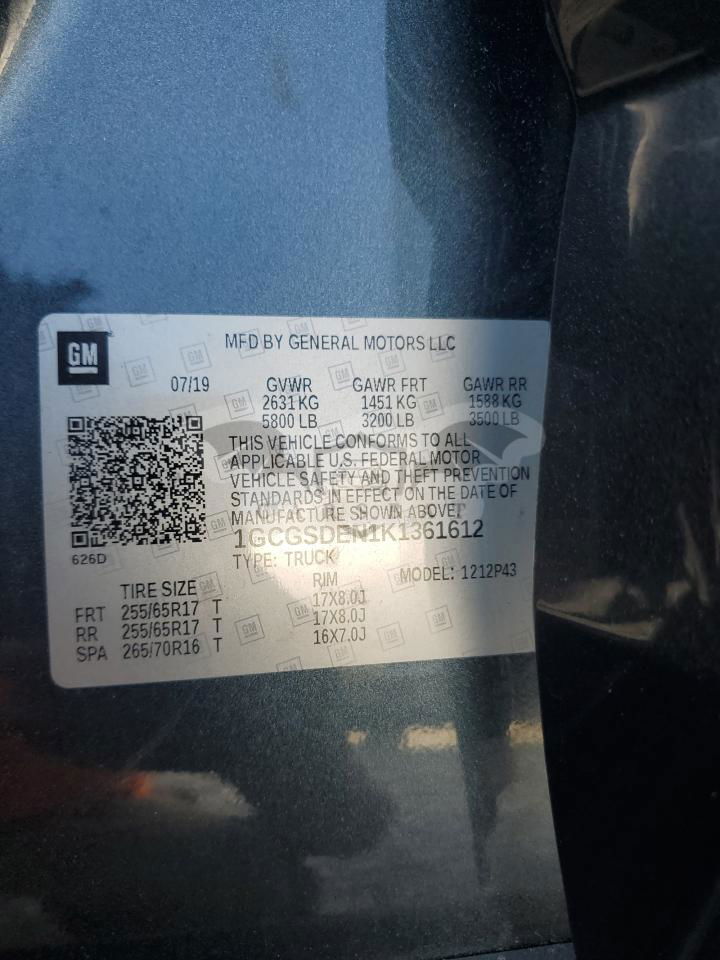 GM
MFD BY GENERAL MOTORS LLC
07/19 GVWR GAWR FRT GAWR RR
2631 KG 1451 KG 1588 KG
5800 LB 3200 LB 3500 LB
THIS VEHICLE CONFORMS TO ALL
APPLICABLE U.S. FEDERAL MOTOR
VEHICLE SAFETY AND THEFT PREVENTION
STANDARDS IN EFFECT ON THE DATE OF
MANUFACTURE SHOWN ABOVE.
1GCGSDEN1K1361612
626D
TYPE: TRUCK MODEL: 1212P43
TIRE SIZE RIM
FRT 255/65R17 T 17X8.0J
RR 255/65R17 T 17X8.0J
SPA 265/70R16 T 16X7.0J